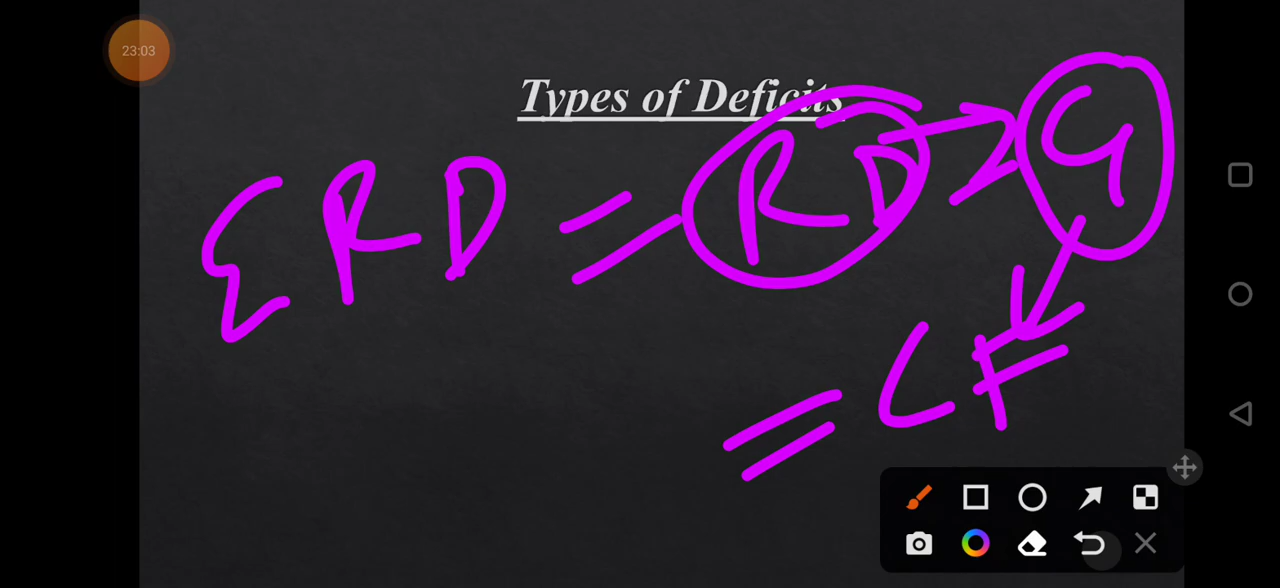 23:03
Types of Deficits
ERD = RD → G
= CF